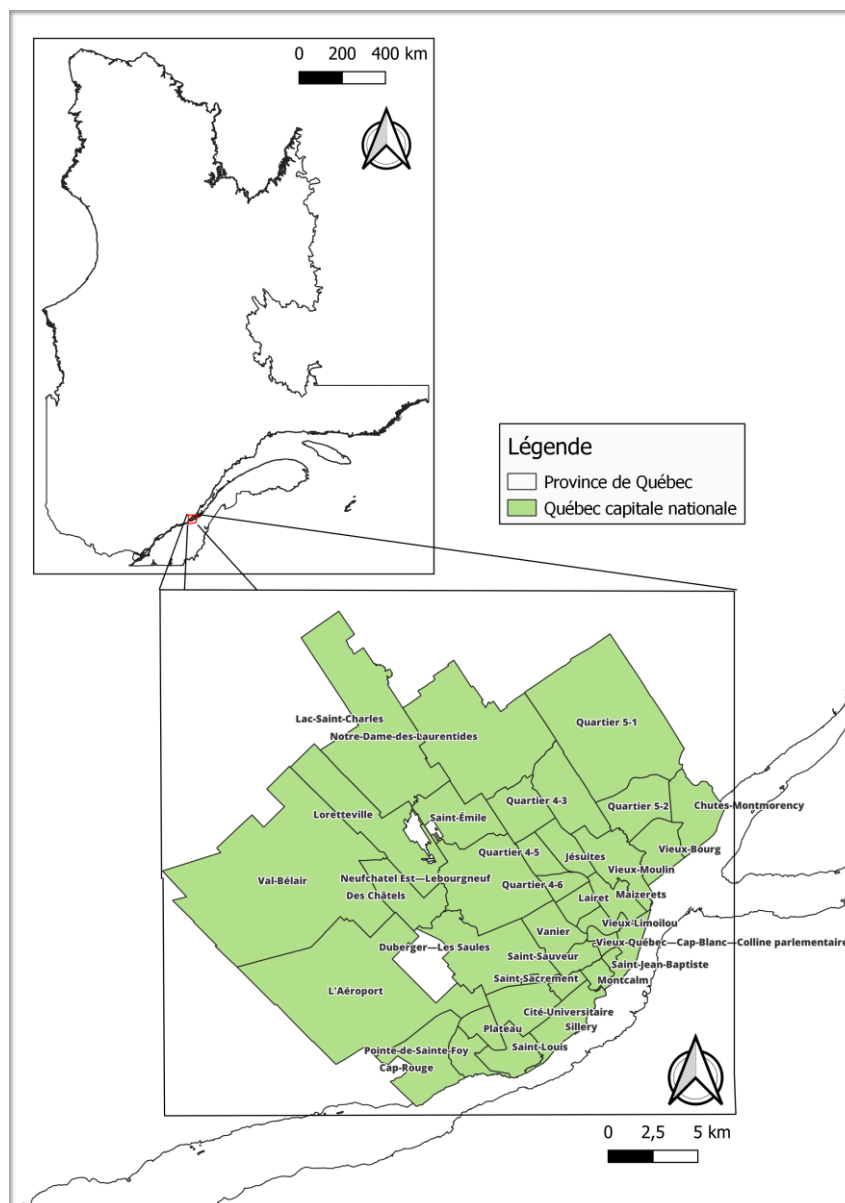 0 200 400 km
Légende
Province de Québec
Québec capitale nationale
Lac-Saint-Charles
Quartier 5-1
Notre-Dame-des-Laurentides
Quartier 4-3
Quartier 5-2
Chutes-Montmorency
Loretteville
Saint-Émile
Vieux-Bourg
Quartier 4-5
Jésuites
Vieux-Moulin
Val-Bélair
Neufchatel Est—Lebourgneuf
Quartier 4-6
Des Châtels
Lairet
Maizerets
Vieux-Limoilou
Vanier
Duberger—Les Saules
Vieux-Québec—Cap-Blanc—Colline parlementaire
Saint-Sauveur
Saint-Jean-Baptiste
Saint-Sacrement
Montcalm
L'Aéroport
Cité-Universitaire
Plateau
Sillery
Saint-Louis
Pointe-de-Sainte-Foy
Cap-Rouge
0 2,5 5 km